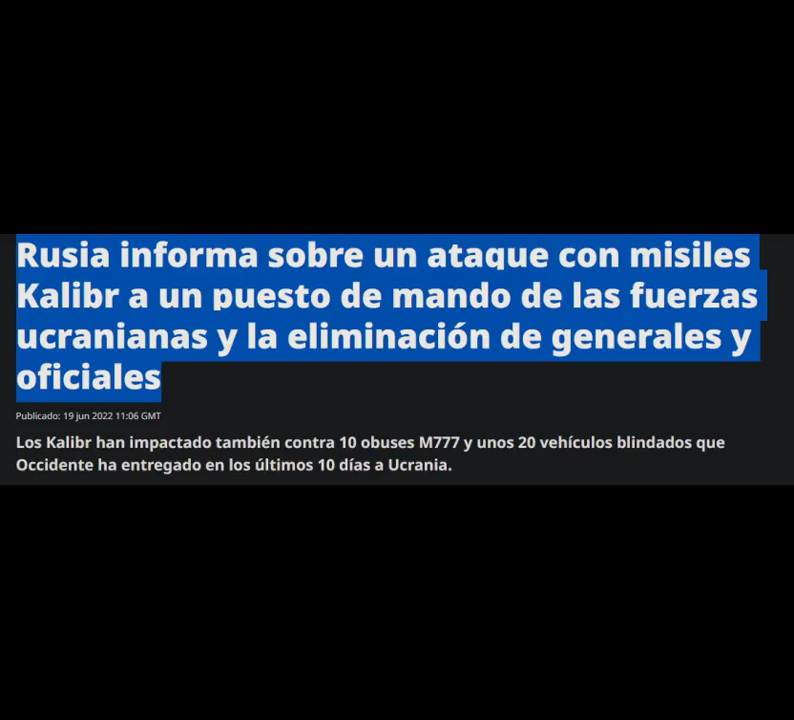 Rusia informa sobre un ataque con misiles
Kalibr a un puesto de mando de las fuerzas
ucranianas y la eliminación de generales y
oficiales
Publicado: 19 jun 2022 11:06 GMT
Los Kalibr han impactado también contra 10 obuses M777 y unos 20 vehículos blindados que
Occidente ha entregado en los últimos 10 días a Ucrania.